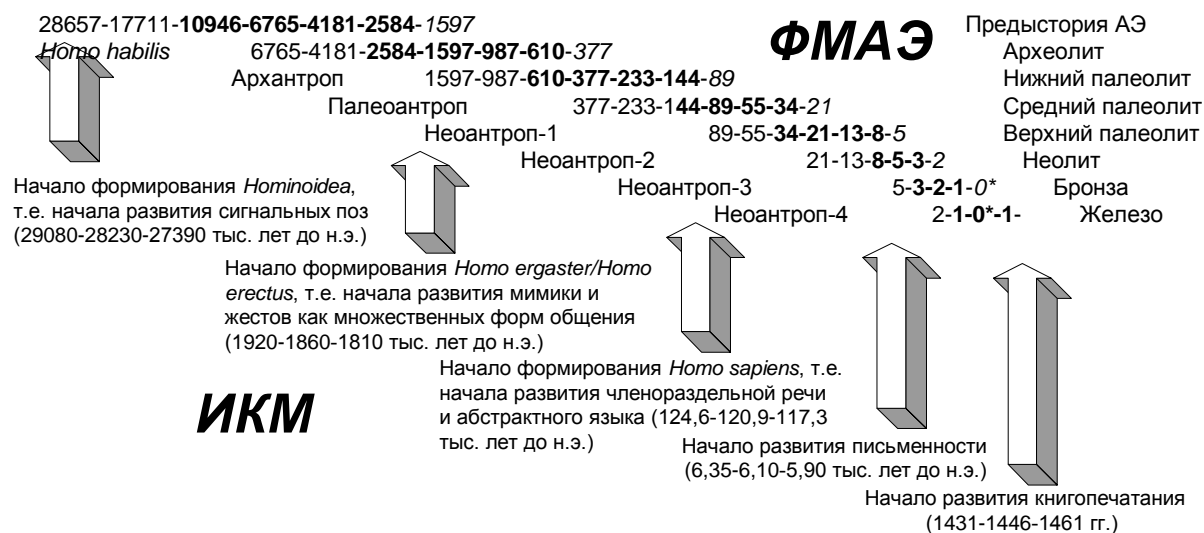 28657-17711-10946-6765-4181-2584-1597 ФМАЭ Предыстория АЭ
Homo habilis 6765-4181-2584-1597-987-610-377 Археолит
Архантроп 1597-987-610-377-233-144-89 Нижний палеолит
Палеоантроп 377-233-144-89-55-34-21 Средний палеолит
Неоантроп-1 89-55-34-21-13-8-5 Верхний палеолит
Неоантроп-2 21-13-8-5-3-2 Неолит
Неоантроп-3 5-3-2-1-0* Бронза
Неоантроп-4 2-1-0*-1- Железо
Начало формирования Hominoidea,
т.е. начала развития сигнальных поз
(29080-28230-27390 тыс. лет до н.э.)
Начало формирования Homo ergaster/Homo
erectus, т.е. начала развития мимики и
жестов как множественных форм общения
(1920-1860-1810 тыс. лет до н.э.)
ИКМ
Начало формирования Homo sapiens, т.е.
начала развития членораздельной речи
и абстрактного языка (124,6-120,9-117,3
тыс. лет до н.э.)
Начало развития письменности
(6,35-6,10-5,90 тыс. лет до н.э.)
Начало развития книгопечатания
(1431-1446-1461 гг.)